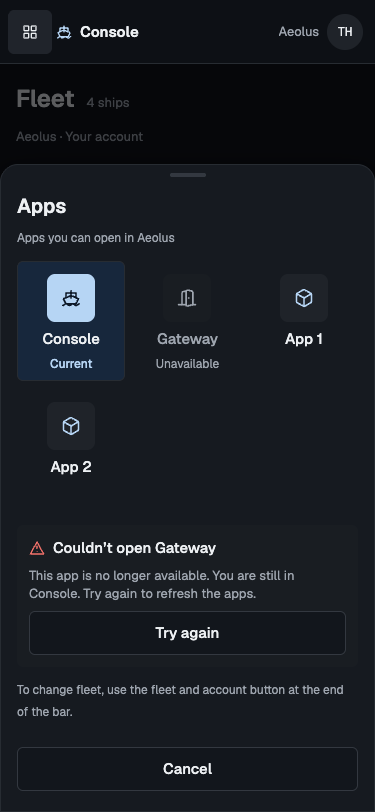 Console
Aeolus
TH
Fleet 4 ships
Aeolus · Your account
Apps
Apps you can open in Aeolus
Console
Current
Gateway
Unavailable
App 1
App 2
Couldn’t open Gateway
This app is no longer available. You are still in
Console. Try again to refresh the apps.
Try again
To change fleet, use the fleet and account button at the end
of the bar.
Cancel